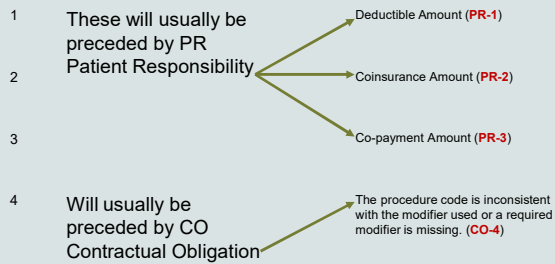 1
These will usually be
preceded by PR
Patient Responsibility
Deductible Amount (PR-1)
2
Coinsurance Amount (PR-2)
3
Co-payment Amount (PR-3)
4
Will usually be
preceded by CO
Contractual Obligation
The procedure code is inconsistent
with the modifier used or a required
modifier is missing. (CO-4)